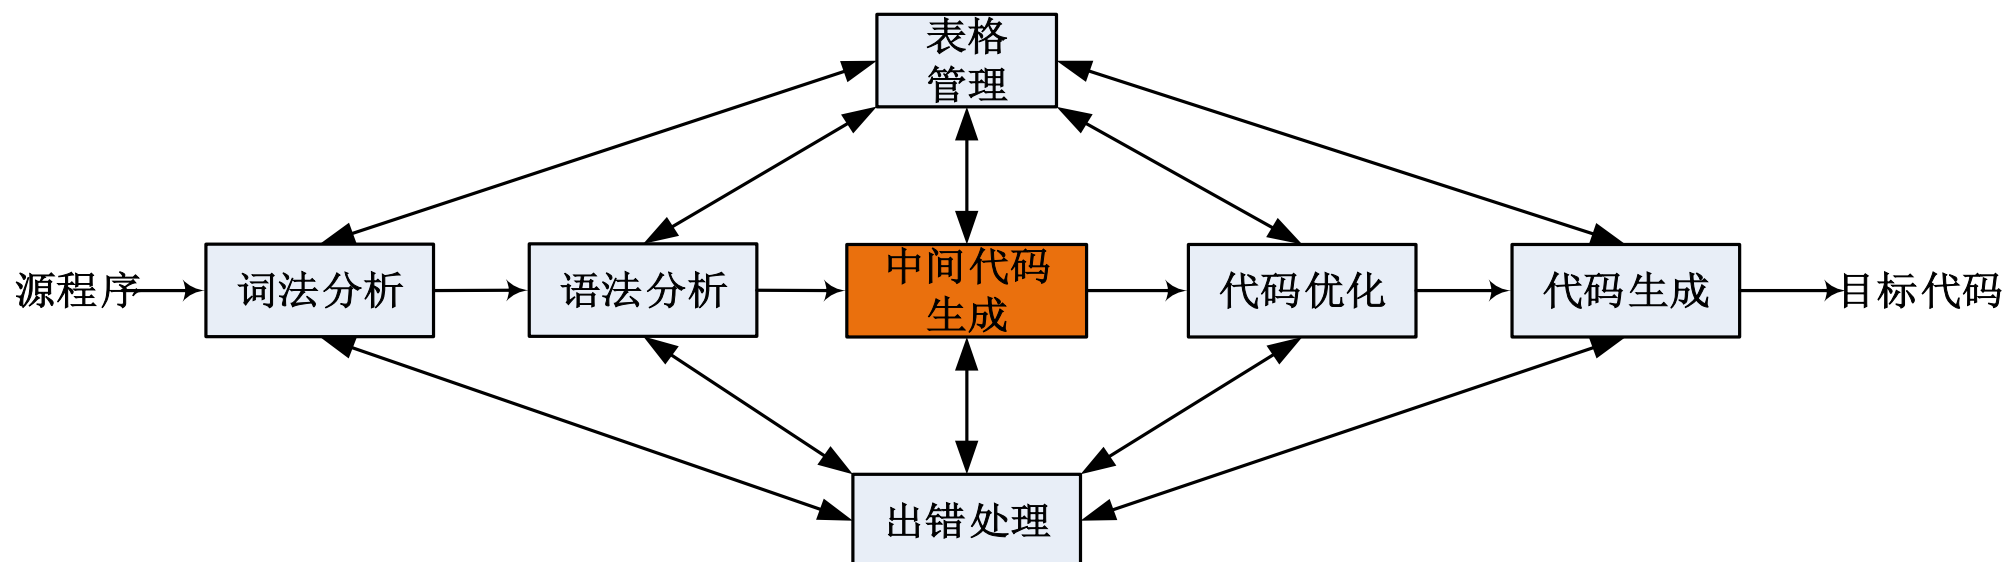 表格
管理
源程序
词法分析
语法分析
中间代码
生成
代码优化
代码生成
目标代码
出错处理